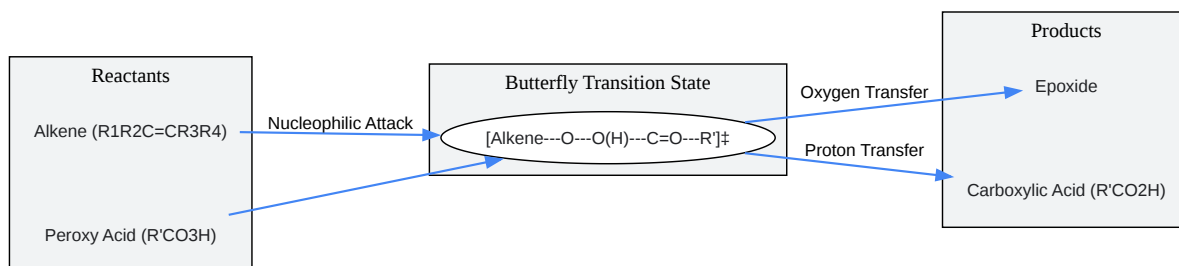 Reactants
Alkene (R1R2C=CR3R4)
Peroxy Acid (R'CO3H)
Nucleophilic Attack
Butterfly Transition State
[Alkene---O---O(H)---C=O---R']‡
Oxygen Transfer
Proton Transfer
Products
Epoxide
Carboxylic Acid (R'CO2H)